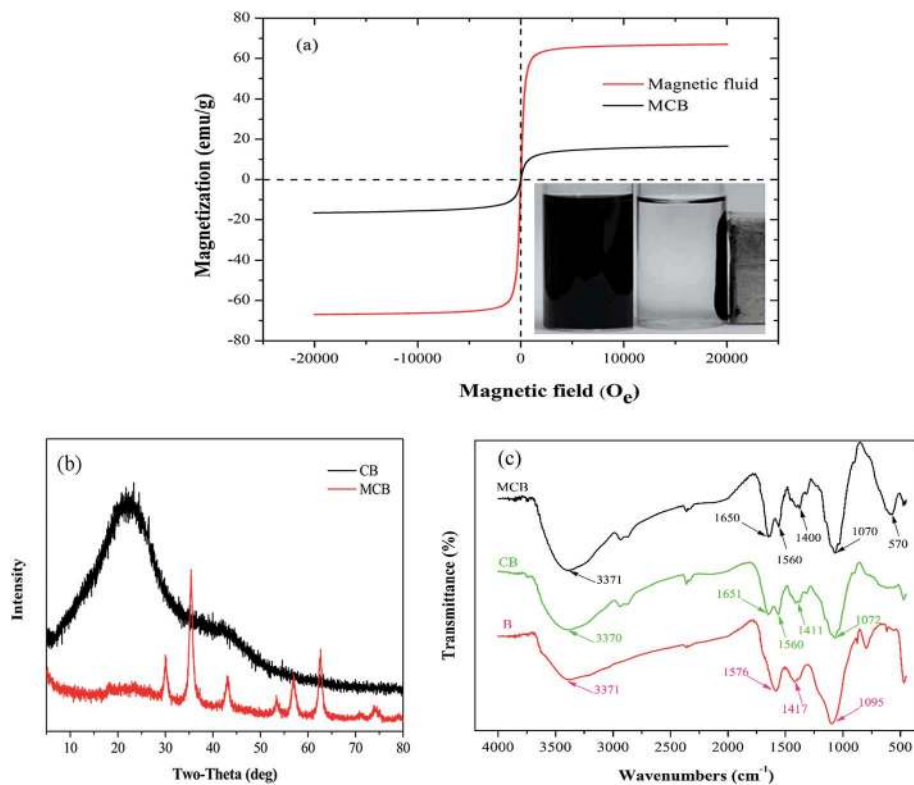 (a)
Magnetic fluid
MCB
80
60
40
20
0
-20
-40
-60
-80
Magnetization (emu/g)
-20000 -10000 0 10000 20000
Magnetic field (Oe)
(b)
CB
MCB
Intensity
10 20 30 40 50 60 70 80
Two-Theta (deg)
(c)
MCB
1650
1560
1400
1070
570
3371
CB
1651
1560
1411
1072
3370
B
1576
1417
1095
3371
Transmittance (%)
4000 3500 3000 2500 2000 1500 1000 500
Wavenumbers (cm⁻¹)